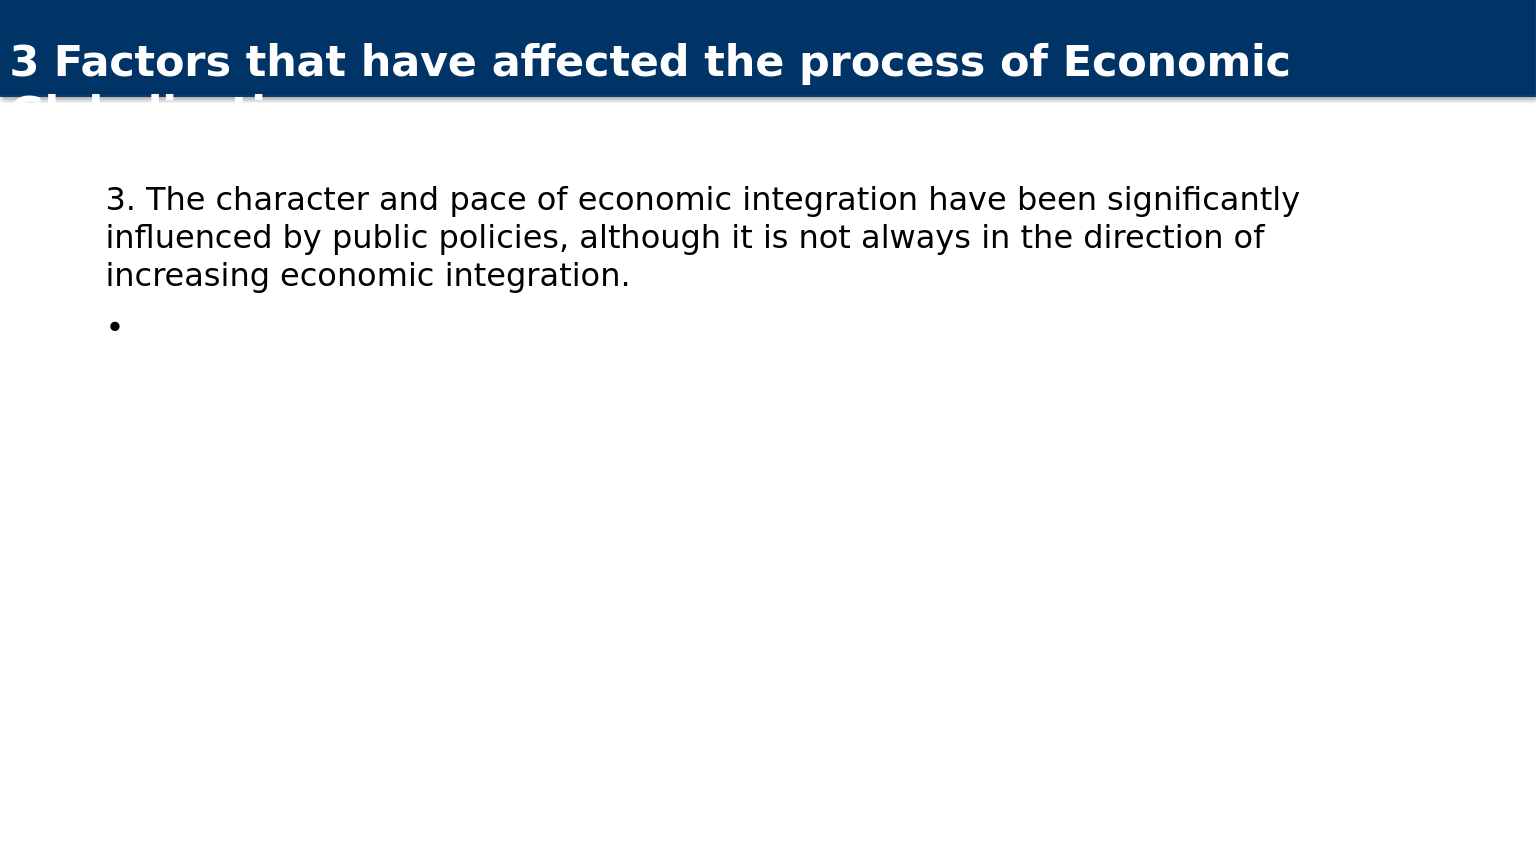 3 Factors that have affected the process of Economic
3. The character and pace of economic integration have been significantly
influenced by public policies, although it is not always in the direction of
increasing economic integration.
•